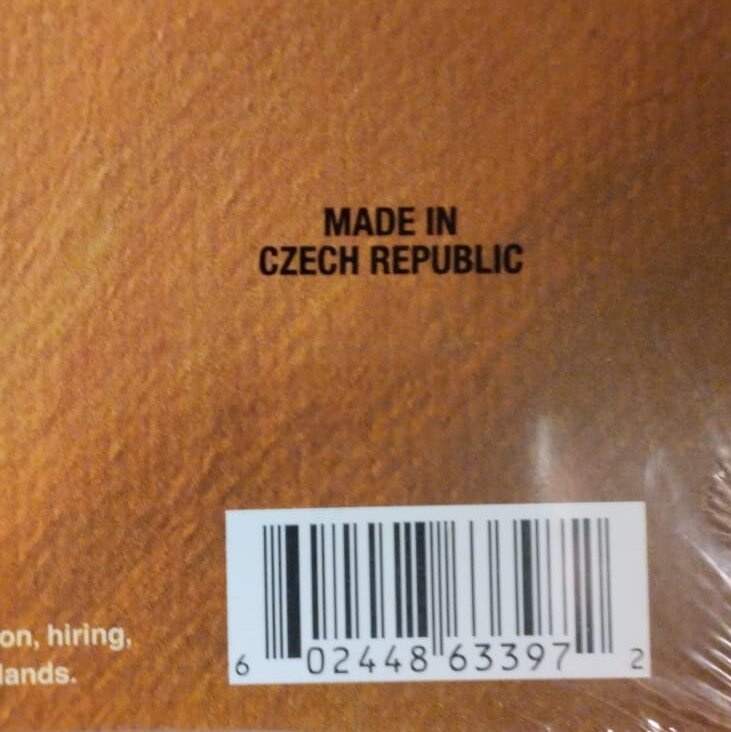 MADE IN
CZECH REPUBLIC
on, hiring,
lands.
6 02448 63397 2